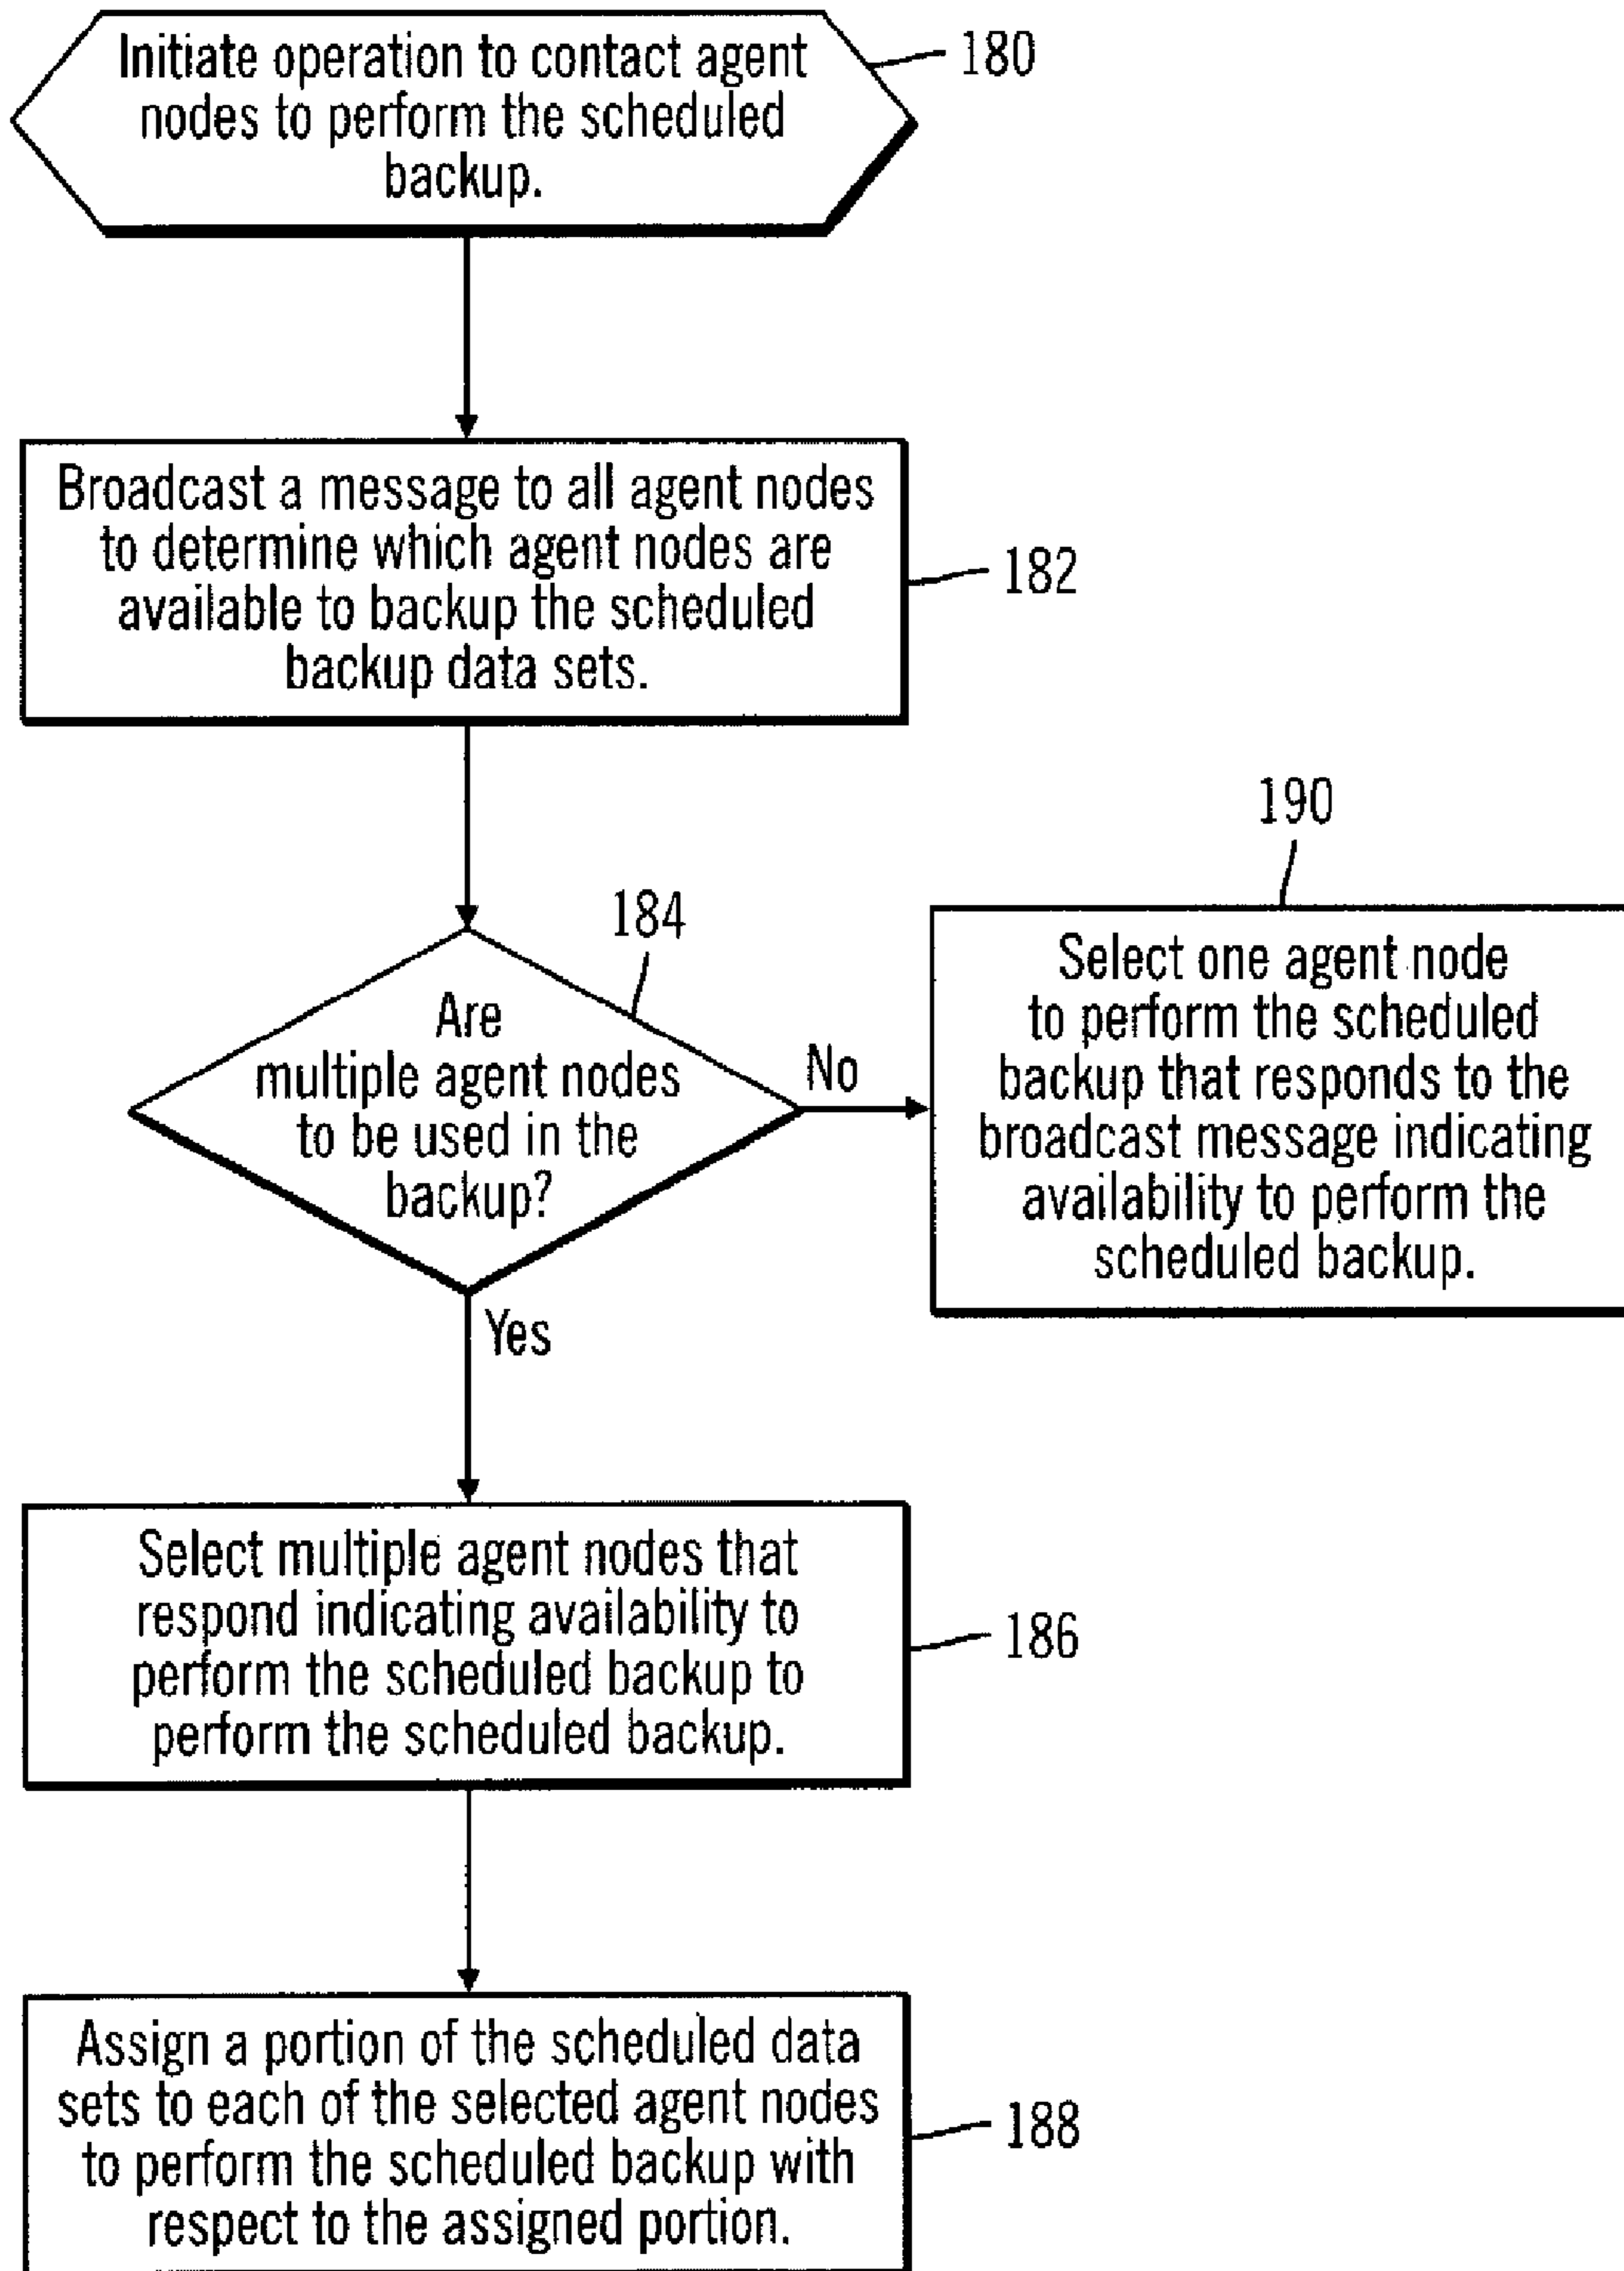 Initiate operation to contact agent
nodes to perform the scheduled
backup.
180
Broadcast a message to all agent nodes
to determine which agent nodes are
available to backup the scheduled
backup data sets.
182
184
Are
multiple agent nodes
to be used in the
backup?
No
Yes
190
Select one agent node
to perform the scheduled
backup that responds to the
broadcast message indicating
availability to perform the
scheduled backup.
Select multiple agent nodes that
respond indicating availability to
perform the scheduled backup to
perform the scheduled backup.
186
Assign a portion of the scheduled data
sets to each of the selected agent nodes
to perform the scheduled backup with
respect to the assigned portion.
188